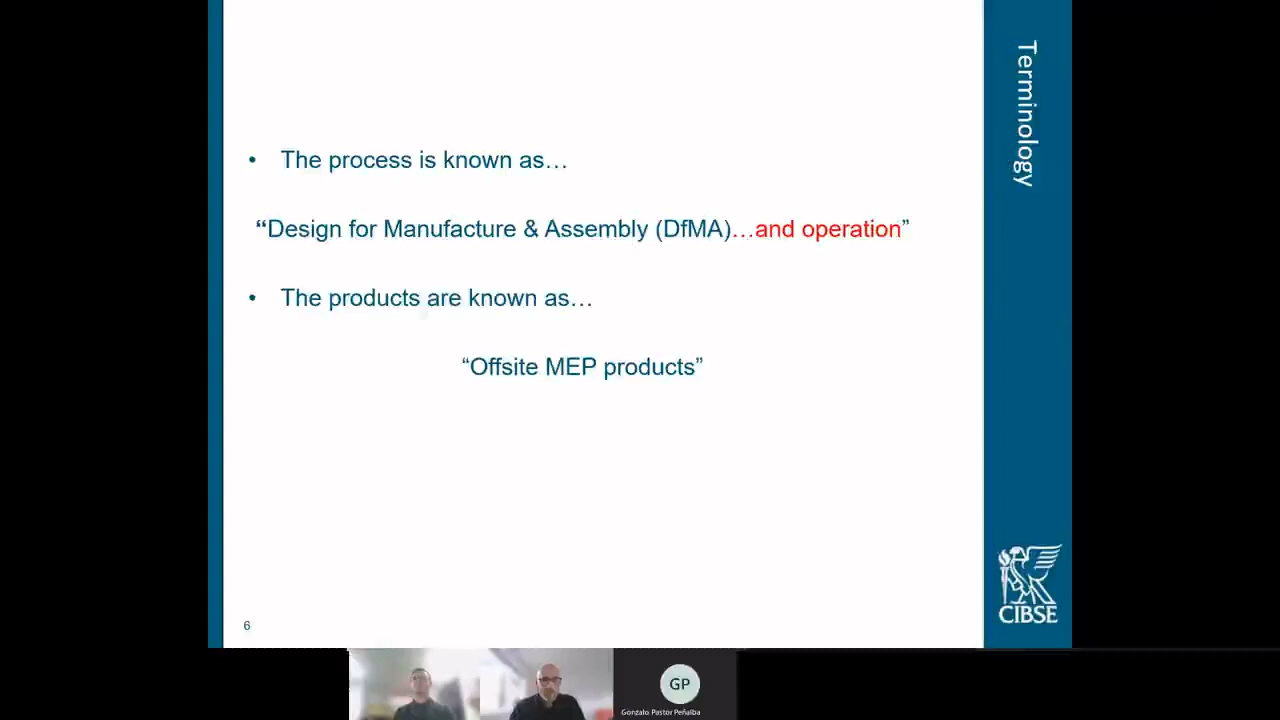 Terminology
• The process is known as…
“Design for Manufacture & Assembly (DfMA)…and operation”
• The products are known as…
“Offsite MEP products”
6
CIBSE
GP
Gonzalo Pastor Peñalba